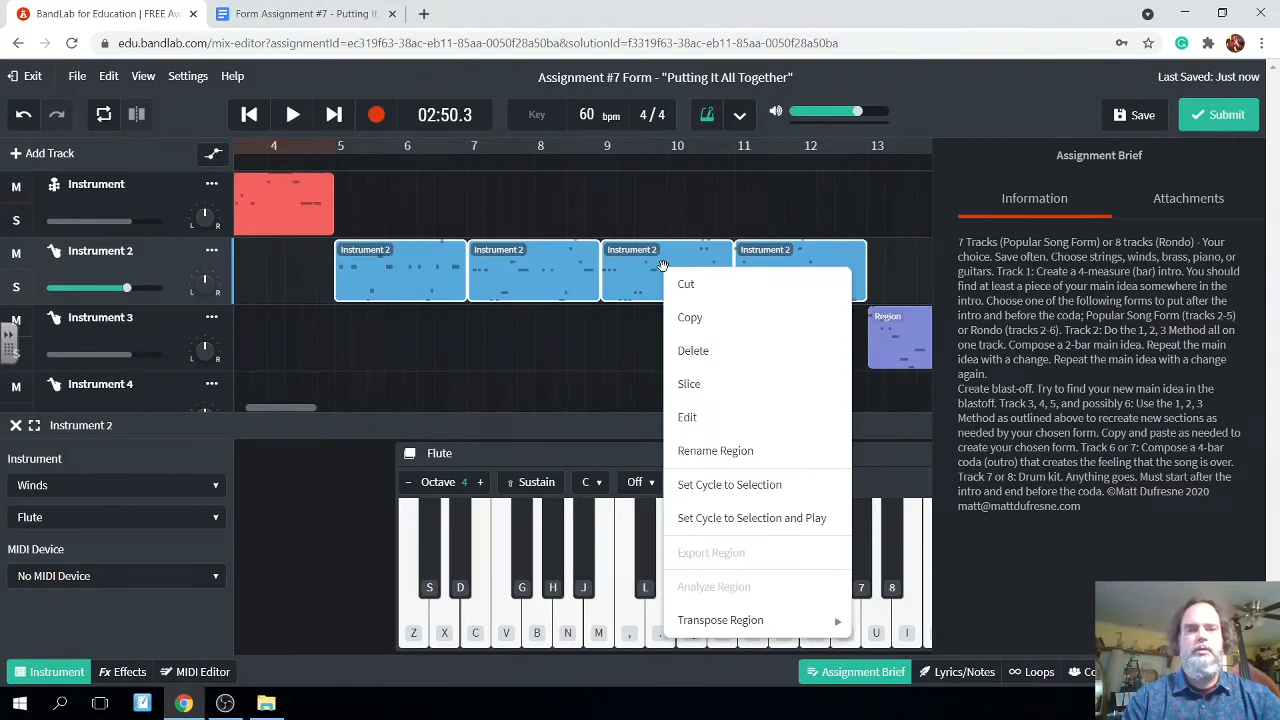 BandLab for Education | FREE Aw
Form Assignment #7 - Putting It
edu.bandlab.com/mix-editor?assignmentId=ec319f63-38ac-ea11-95aa-0050f28a50ba&solutionId=f3319f63-38ac-ea11-95aa-0050f28a50ba
Exit File Edit View Settings Help
Assignment #7 Form - "Putting It All Together"
Last Saved: Just now
02:50.3
Key 60 bpm 4 / 4
Save
Submit
+ Add Track
4 5 6 7 8 9 10 11 12 13
M Instrument
S L R
M Instrument 2
S L R
M Instrument 3
S L R
M Instrument 4
Instrument 2 Instrument 2 Instrument 2 Instrument 2
Region
Cut
Copy
Delete
Slice
Edit
Rename Region
Set Cycle to Selection
Set Cycle to Selection and Play
Export Region
Analyze Region
Transpose Region
Assignment Brief
Information Attachments
7 Tracks (Popular Song Form) or 8 tracks (Rondo) - Your
choice. Save often. Choose strings, winds, brass, piano, or
guitars. Track 1: Create a 4-measure (bar) intro. You should
find at least a piece of your main idea somewhere in the
intro. Choose one of the following forms to put after the
intro and before the coda; Popular Song Form (tracks 2-5)
or Rondo (tracks 2-6). Track 2: Do the 1, 2, 3 Method all on
one track. Compose a 2-bar main idea. Repeat the main
idea with a change. Repeat the main idea with a change
again.
Create blast-off. Try to find your new main idea in the
blastoff. Track 3, 4, 5, and possibly 6: Use the 1, 2, 3
Method as outlined above to recreate new sections as
needed by your chosen form. Copy and paste as needed to
create your chosen form. Track 6 or 7: Compose a 4-bar
coda (outro) that creates the feeling that the song is over.
Track 7 or 8: Drum kit. Anything goes. Must start after the
intro and end before the coda. ©Matt Dufresne 2020
matt@mattdufresne.com
Instrument 2
Instrument
Winds
Flute
MIDI Device
No MIDI Device
Flute
− Octave 4 + Sustain C Off
S D G H J L 7 8
Z X C V B N M , . U I
Instrument Fx Effects MIDI Editor
Assignment Brief Lyrics/Notes Loops Co